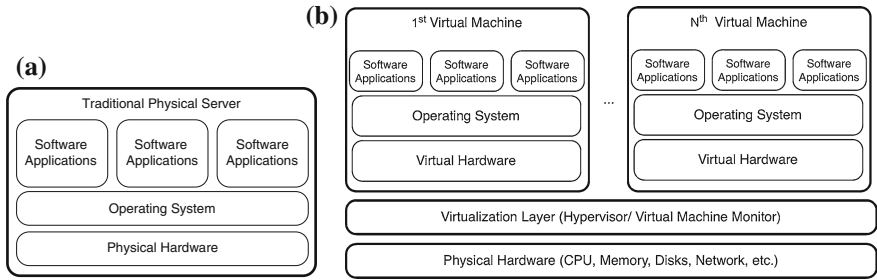 (a)
Traditional Physical Server
Software Applications
Software Applications
Software Applications
Operating System
Physical Hardware
(b)
1st Virtual Machine
Software Applications
Software Applications
Software Applications
Operating System
Virtual Hardware
...
Nth Virtual Machine
Software Applications
Software Applications
Software Applications
Operating System
Virtual Hardware
Virtualization Layer (Hypervisor/ Virtual Machine Monitor)
Physical Hardware (CPU, Memory, Disks, Network, etc.)